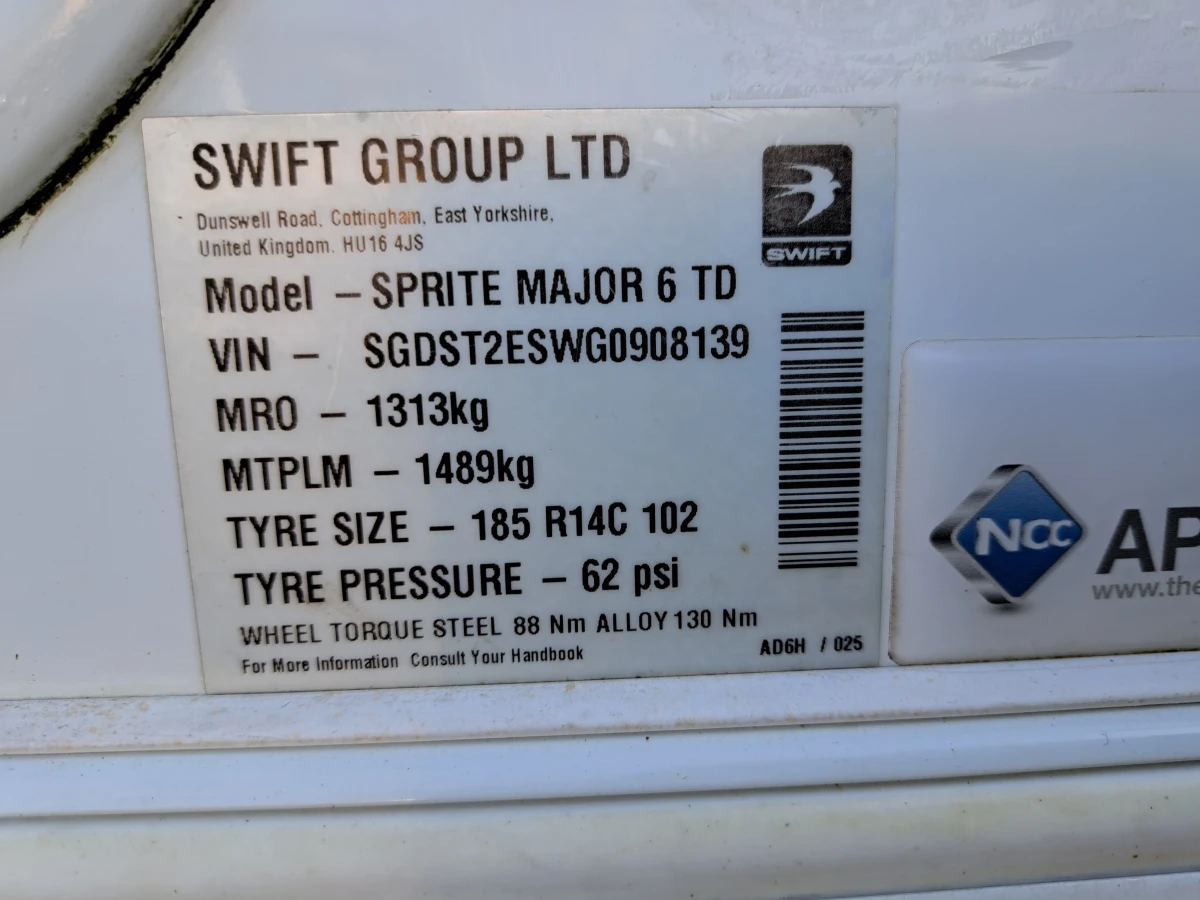 SWIFT GROUP LTD
Dunswell Road, Cottingham, East Yorkshire,
United Kingdom. HU16 4JS
SWIFT
Model – SPRITE MAJOR 6 TD
VIN – SGDST2ESWG0908139
MRO – 1313kg
MTPLM – 1489kg
TYRE SIZE – 185 R14C 102
TYRE PRESSURE – 62 psi
WHEEL TORQUE STEEL 88 Nm ALLOY 130 Nm
For More Information Consult Your Handbook
AD6H / 025
NCC